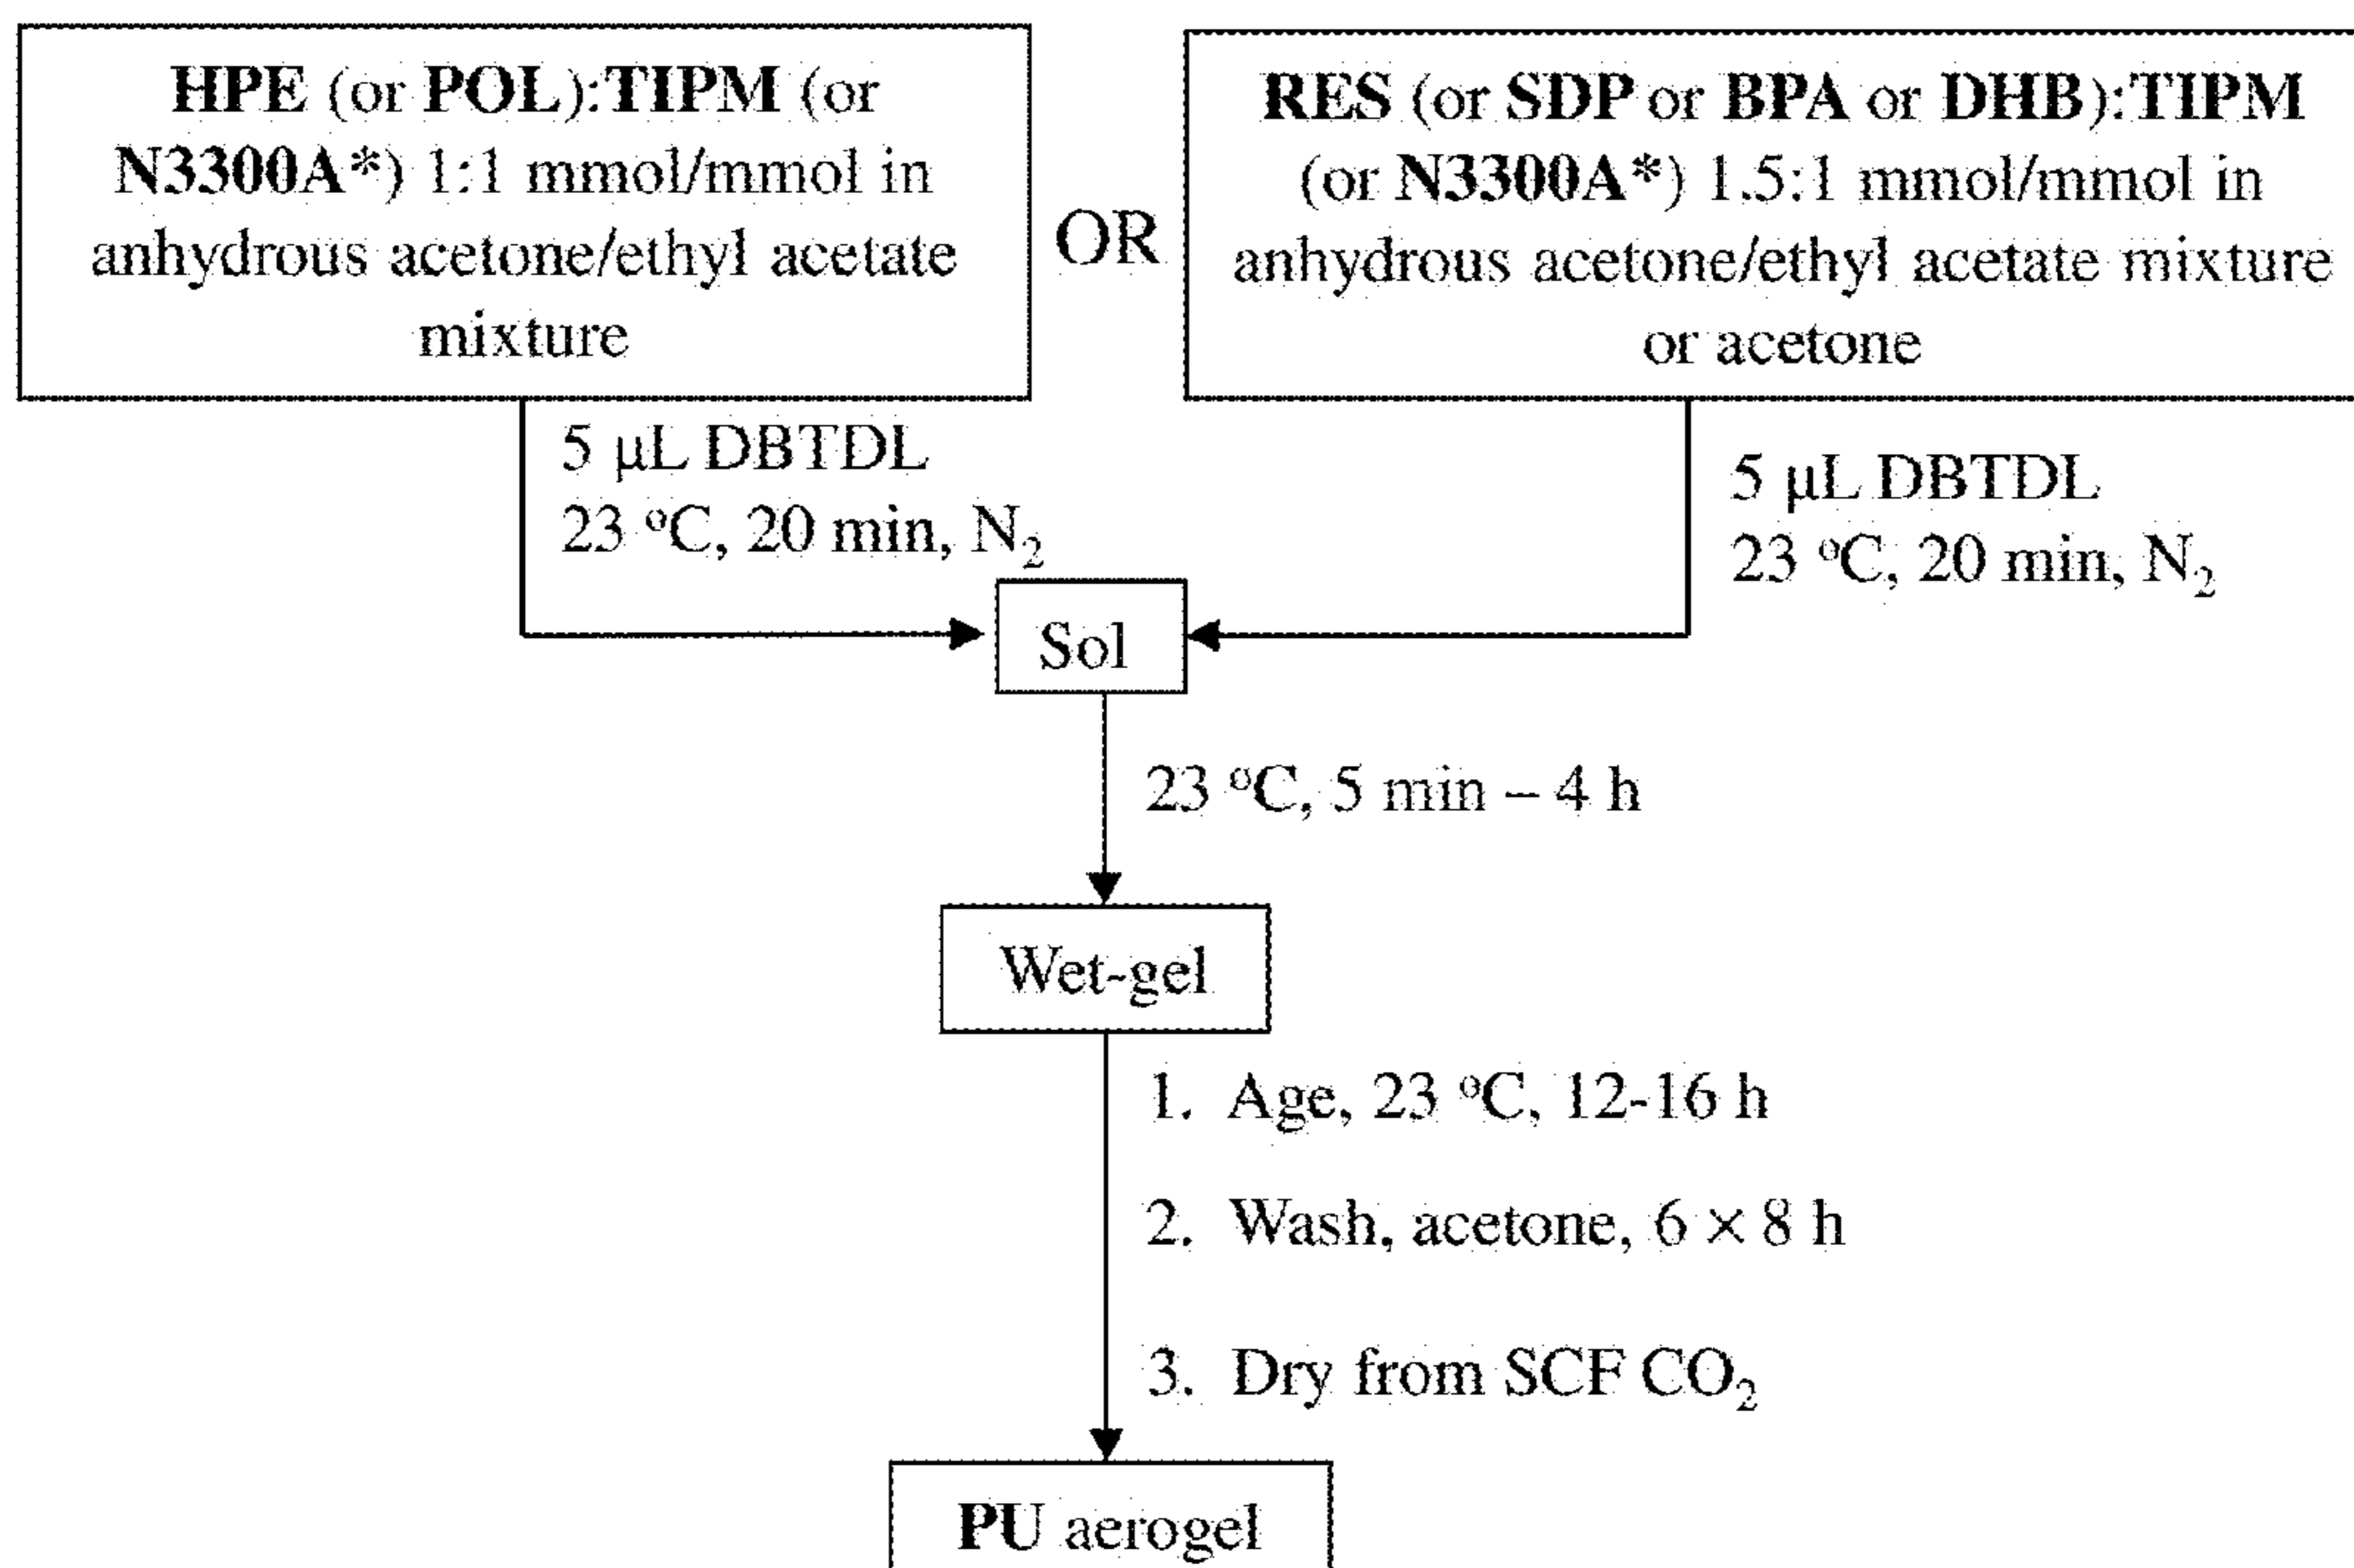 HPE (or POL):TIPM (or
N3300A*) 1:1 mmol/mmol in
anhydrous acetone/ethyl acetate
mixture
OR
RES (or SDP or BPA or DHB):TIPM
(or N3300A*) 1.5:1 mmol/mmol in
anhydrous acetone/ethyl acetate mixture
or acetone
5 μL DBTDL
23 °C, 20 min, N₂
5 μL DBTDL
23 °C, 20 min, N₂
Sol
23 °C, 5 min – 4 h
Wet-gel
1. Age, 23 °C, 12-16 h
2. Wash, acetone, 6 × 8 h
3. Dry from SCF CO₂
PU aerogel